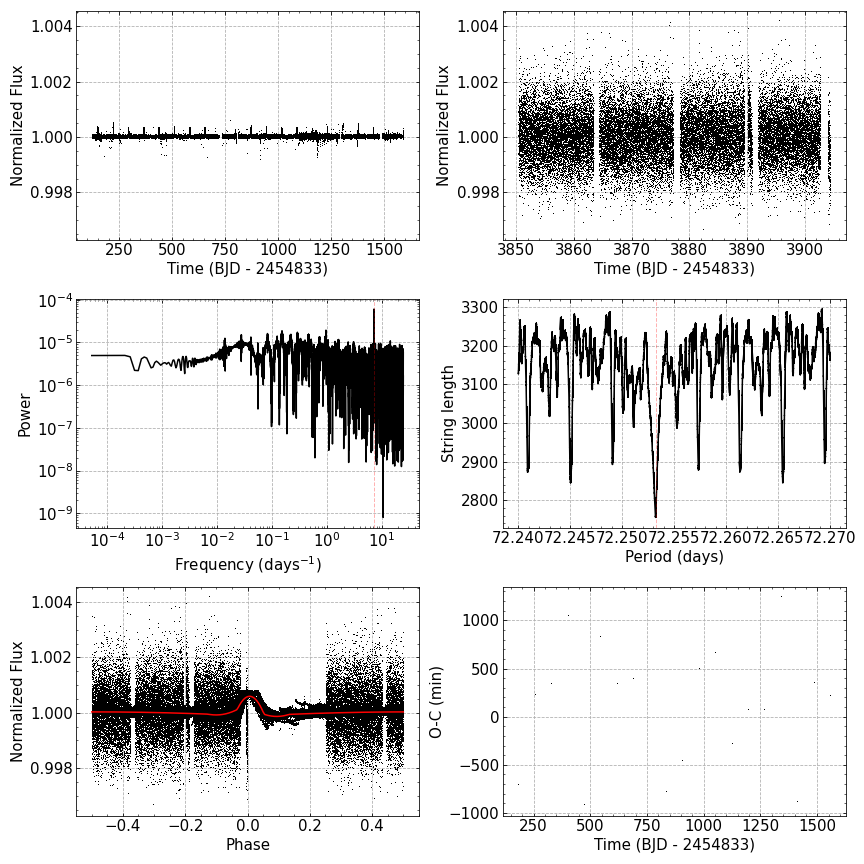 1.004
1.002
1.000
0.998
Normalized Flux
250 500 750 1000 1250 1500
Time (BJD - 2454833)
1.004
1.002
1.000
0.998
Normalized Flux
3850 3860 3870 3880 3890 3900
Time (BJD - 2454833)
10⁻⁴
10⁻⁵
10⁻⁶
10⁻⁷
10⁻⁸
10⁻⁹
Power
10⁻⁴ 10⁻³ 10⁻² 10⁻¹ 10⁰ 10¹
Frequency (days⁻¹)
3300
3200
3100
3000
2900
2800
String length
72.240 72.245 72.250 72.255 72.260 72.265 72.270
Period (days)
1.004
1.002
1.000
0.998
Normalized Flux
−0.4 −0.2 0.0 0.2 0.4
Phase
1000
500
0
−500
−1000
O-C (min)
250 500 750 1000 1250 1500
Time (BJD - 2454833)